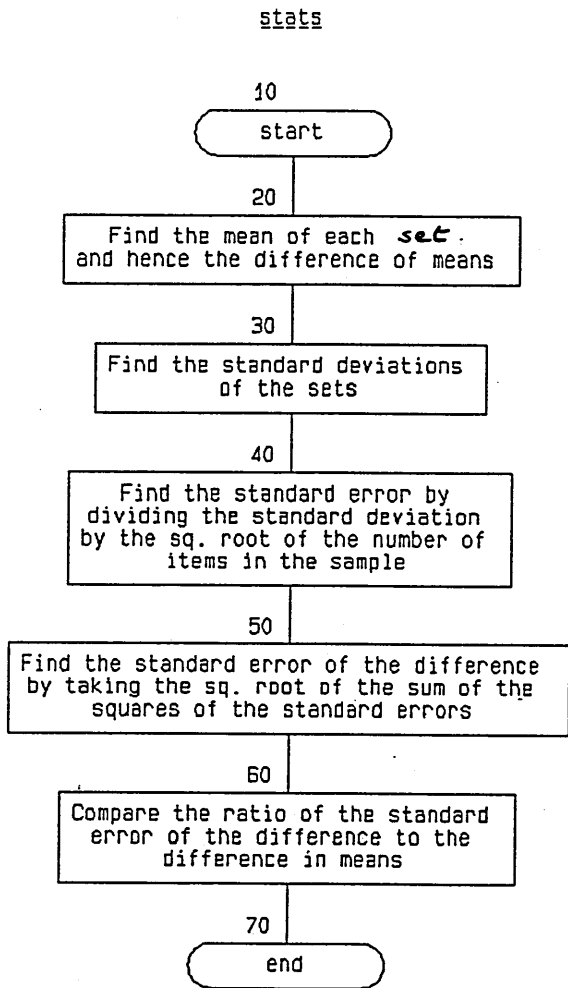 stats
10
start
20
Find the mean of each set.
and hence the difference of means
30
Find the standard deviations
of the sets
40
Find the standard error by
dividing the standard deviation
by the sq. root of the number of
items in the sample
50
Find the standard error of the difference
by taking the sq. root of the sum of the
squares of the standard errors
60
Compare the ratio of the standard
error of the difference to the
difference in means
70
end